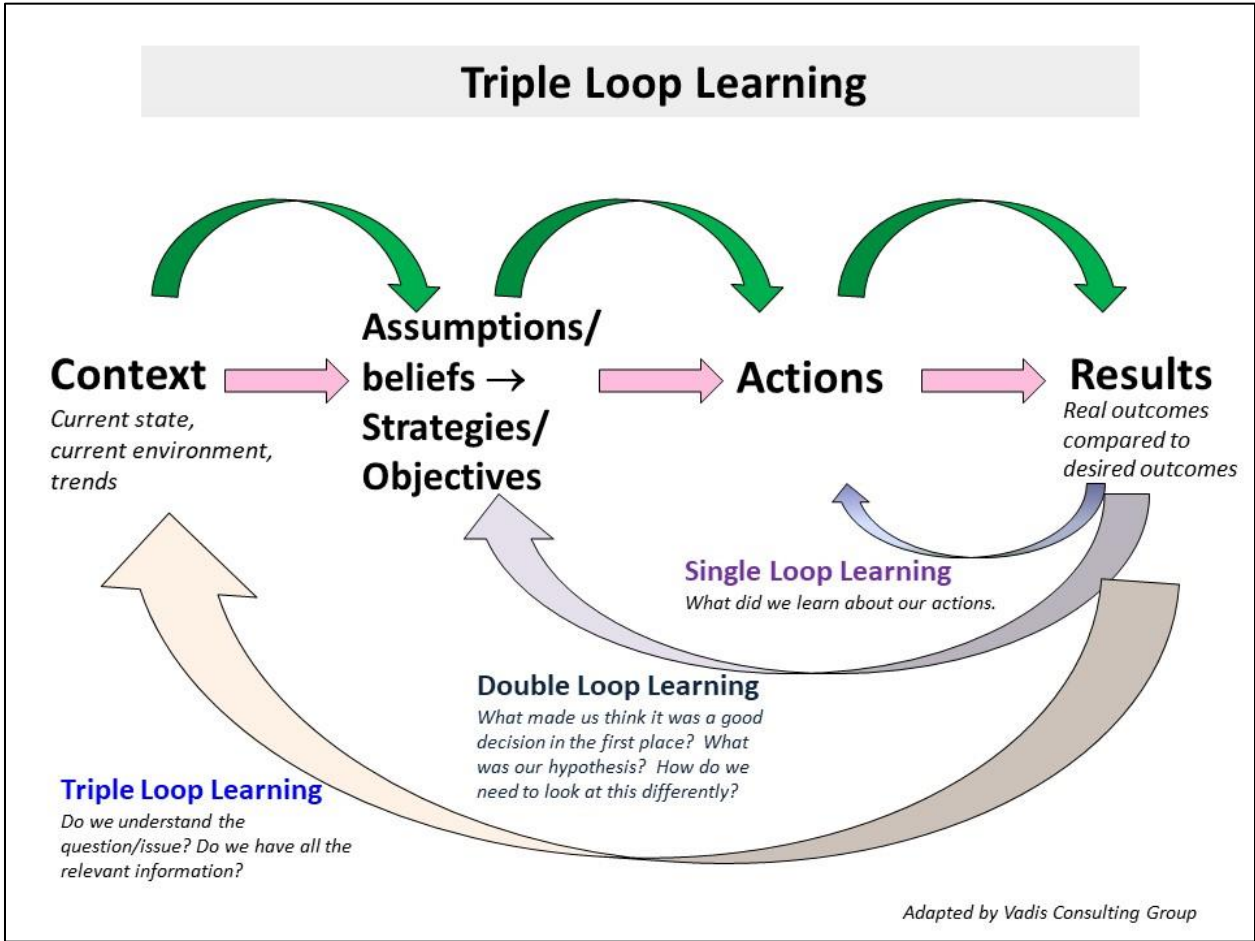 Triple Loop Learning
Context
Current state,
current environment,
trends
Assumptions/
beliefs →
Strategies/
Objectives
Actions
Results
Real outcomes
compared to
desired outcomes
Single Loop Learning
What did we learn about our actions.
Double Loop Learning
What made us think it was a good
decision in the first place?  What
was our hypothesis?  How do we
need to look at this differently?
Triple Loop Learning
Do we understand the
question/issue? Do we have all the
relevant information?
Adapted by Vadis Consulting Group